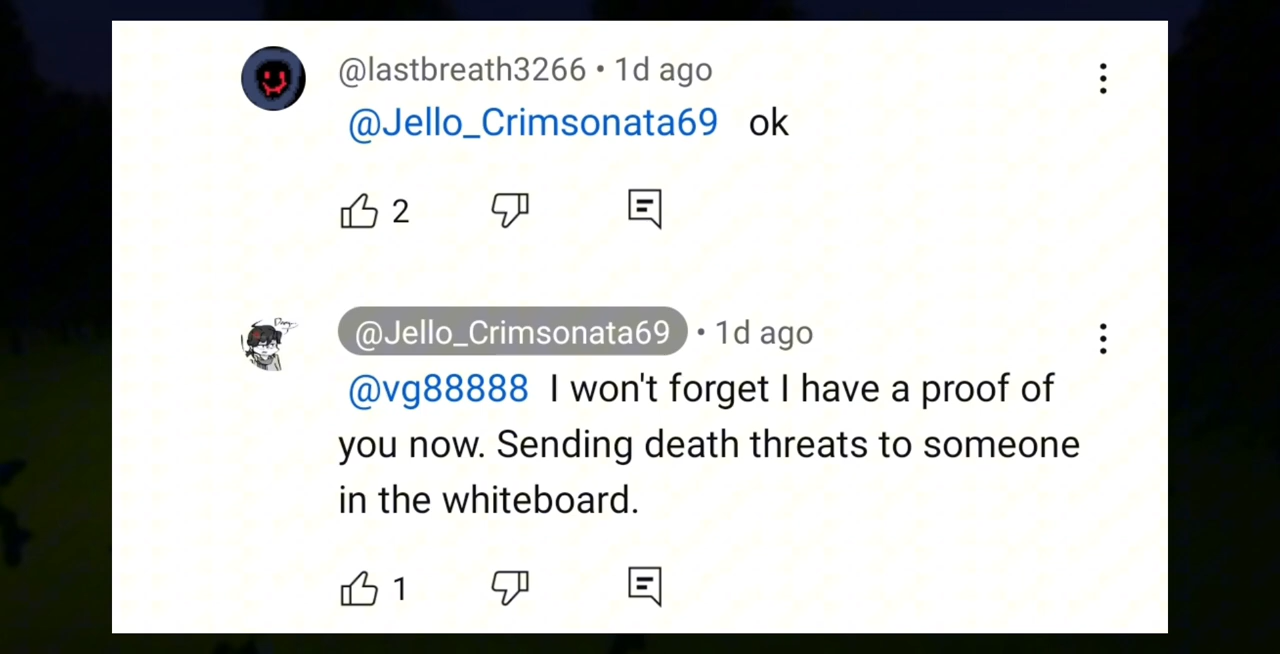 @lastbreath3266 • 1d ago
@Jello_Crimsonata69 ok
2
@Jello_Crimsonata69 • 1d ago
@vg88888 I won't forget I have a proof of
you now. Sending death threats to someone
in the whiteboard.
1